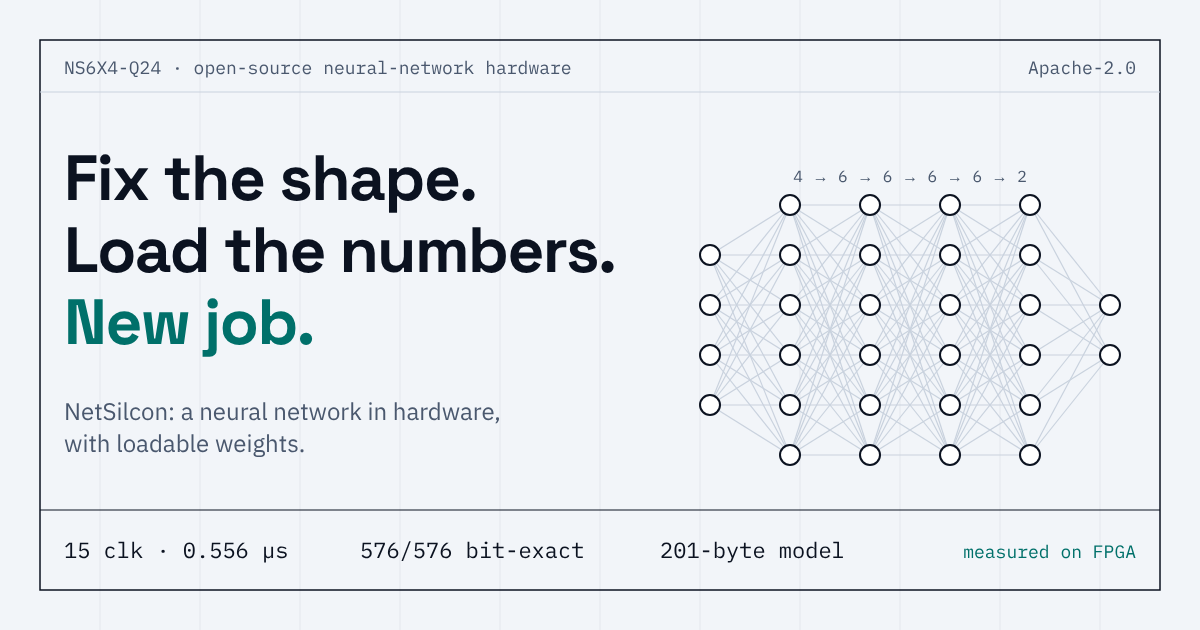 NS6X4-Q24 · open-source neural-network hardware
Apache-2.0
Fix the shape.
Load the numbers.
New job.
4 → 6 → 6 → 6 → 6 → 2
NetSilcon: a neural network in hardware,
with loadable weights.
15 clk · 0.556 µs
576/576 bit-exact
201-byte model
measured on FPGA